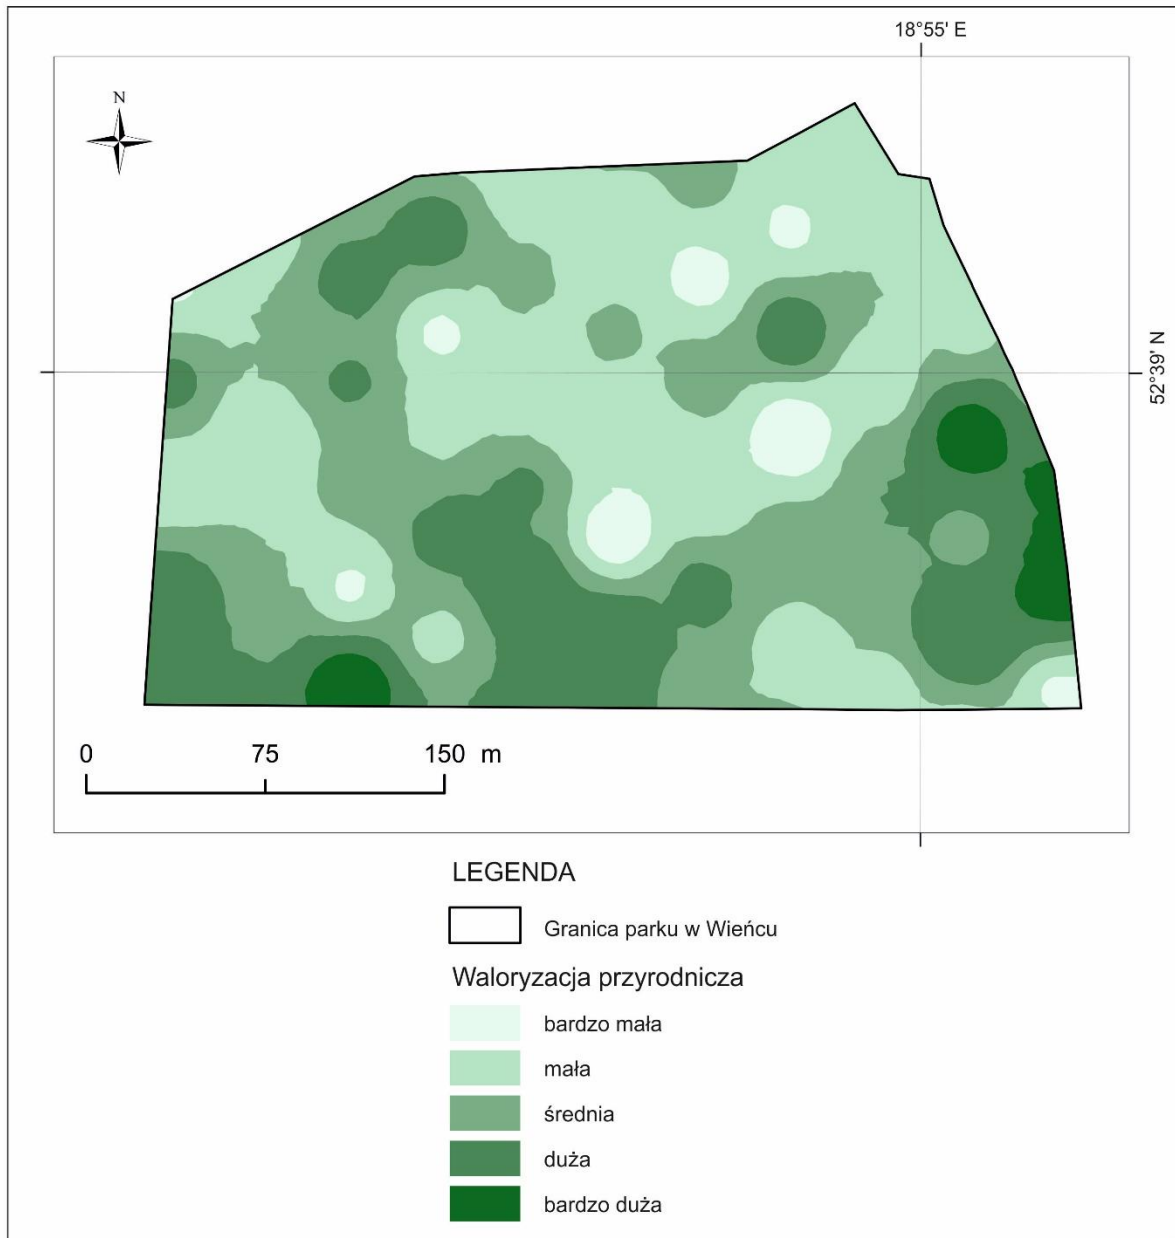 18°55' E
N
52°39' N
0 75 150 m
LEGENDA
Granica parku w Wieńcu
Waloryzacja przyrodnicza
bardzo mała
mała
średnia
duża
bardzo duża